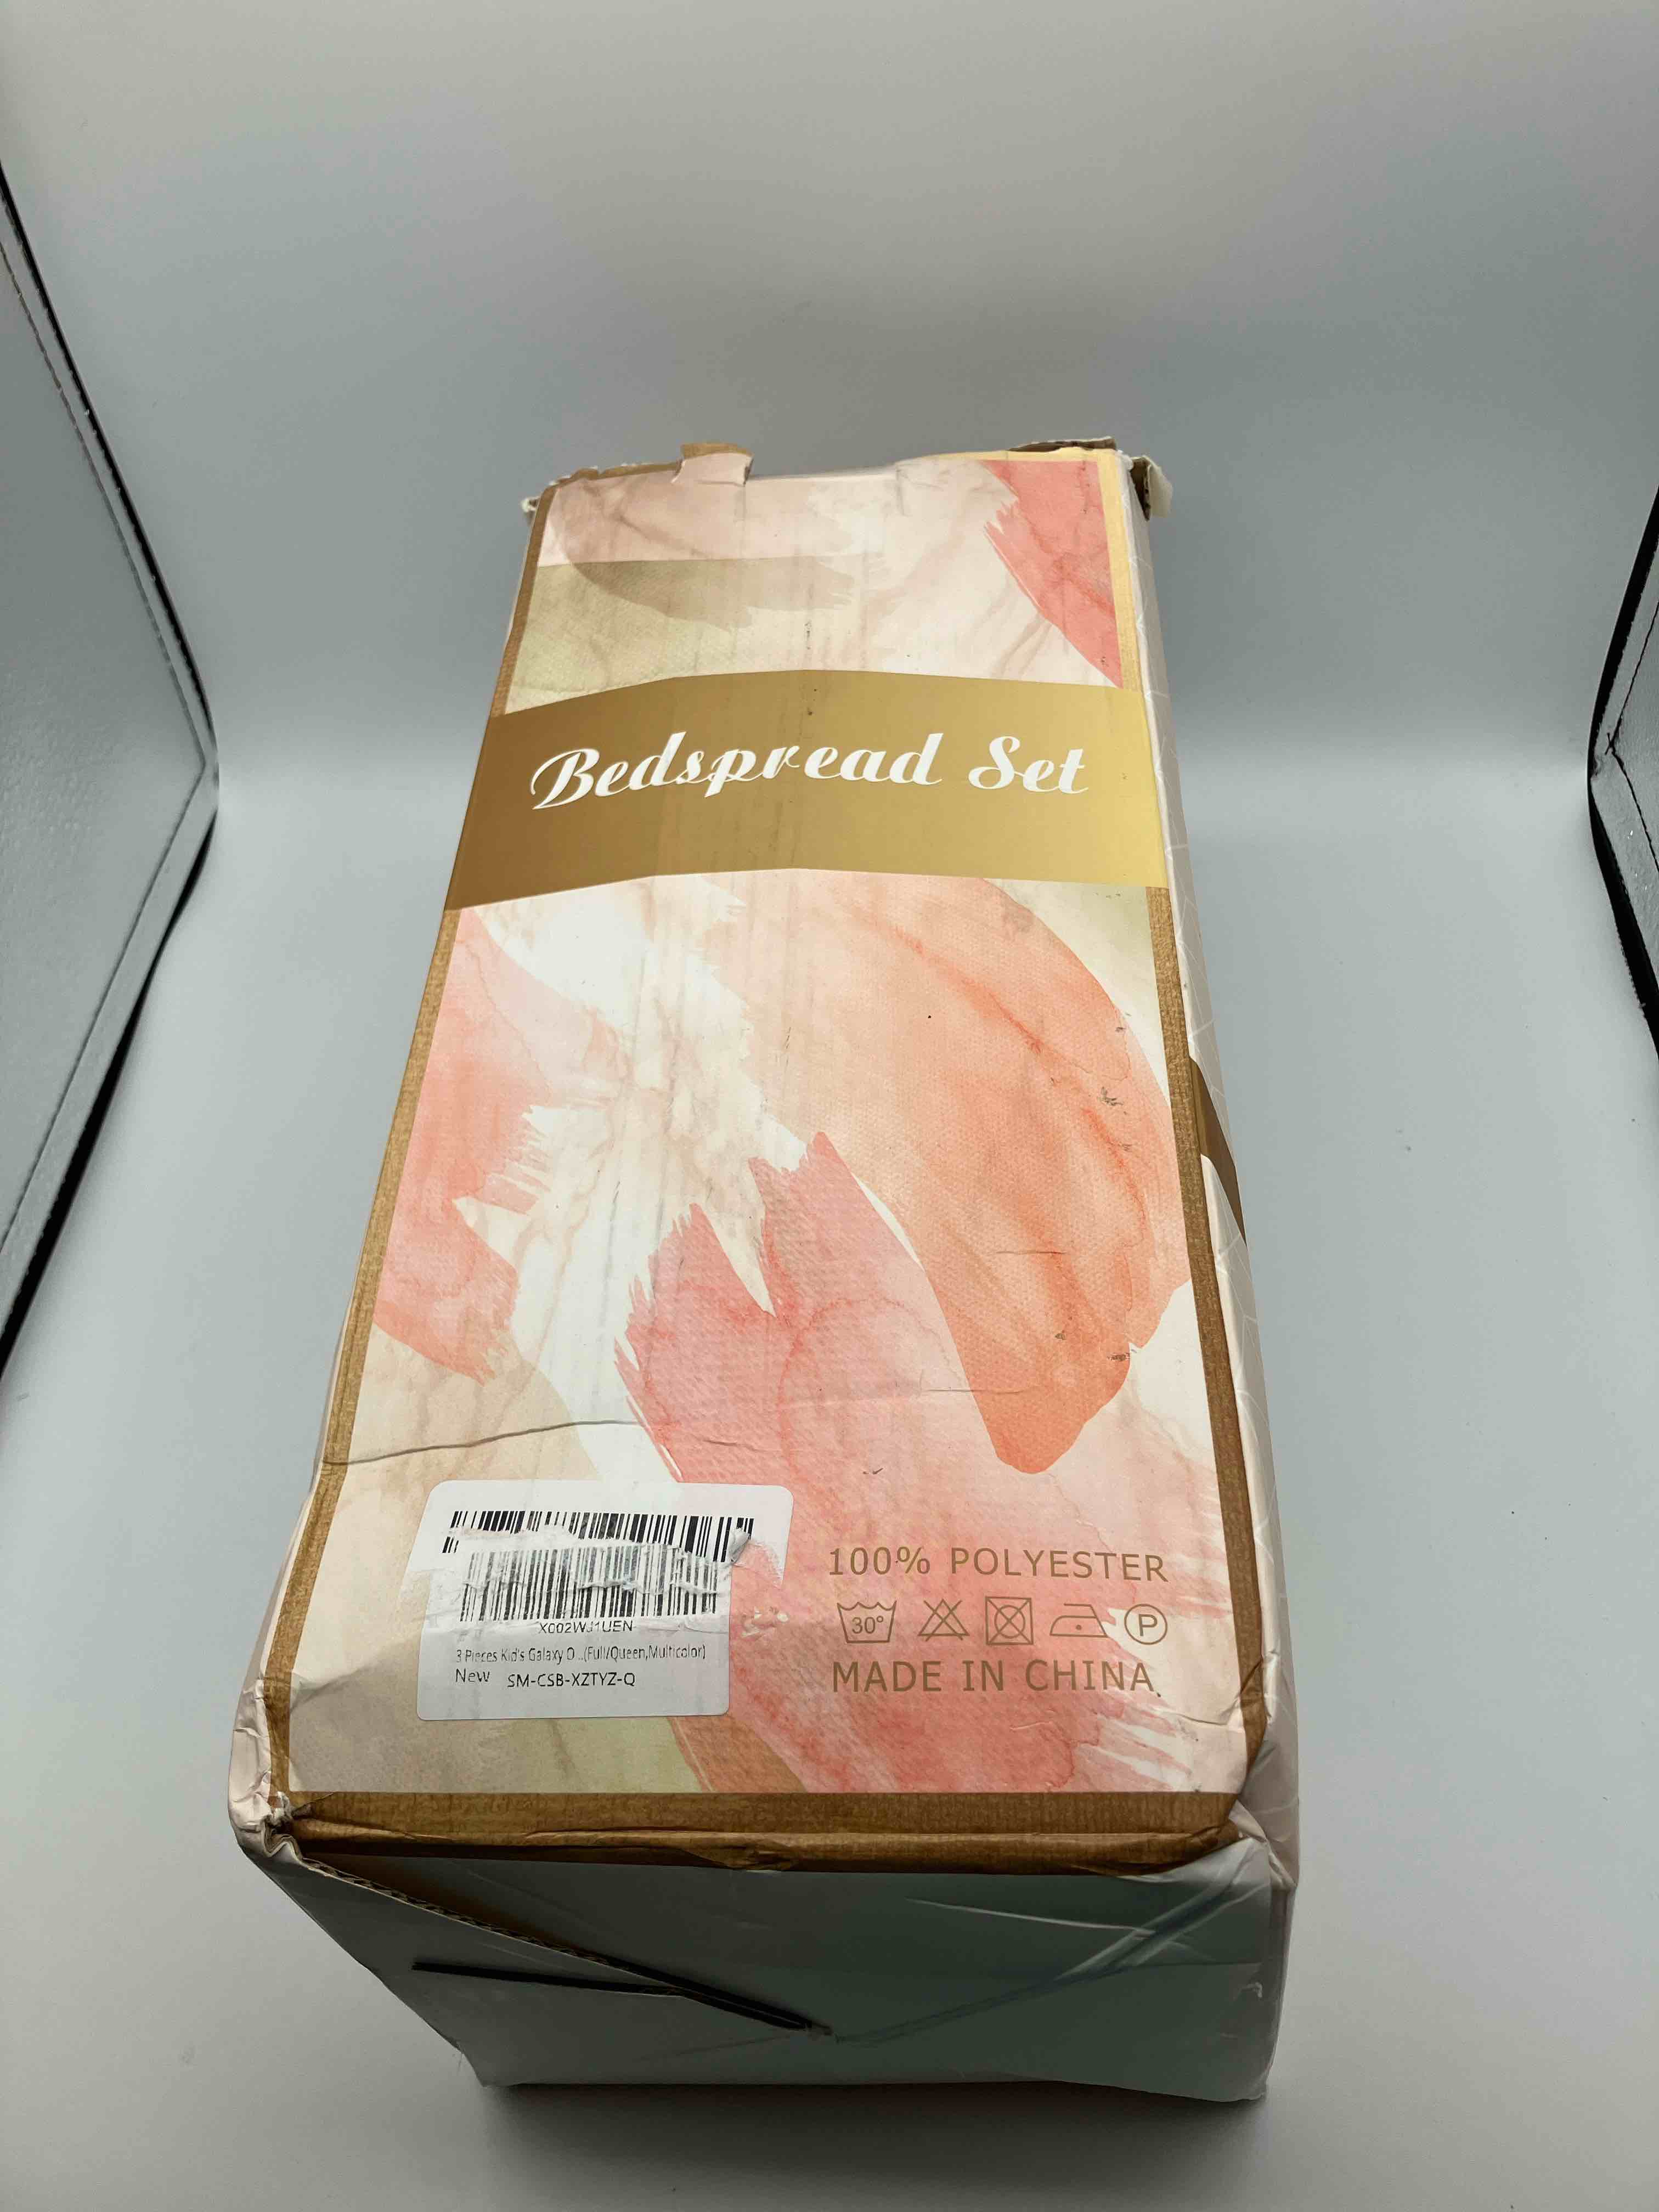 Bedspread Set
X002WJ1UEN
3 Pieces Kid's Galaxy O...(Full/Queen,Multicolor)
New SM-CSB-XZTYZ-Q
100% POLYESTER
30°
P
MADE IN CHINA